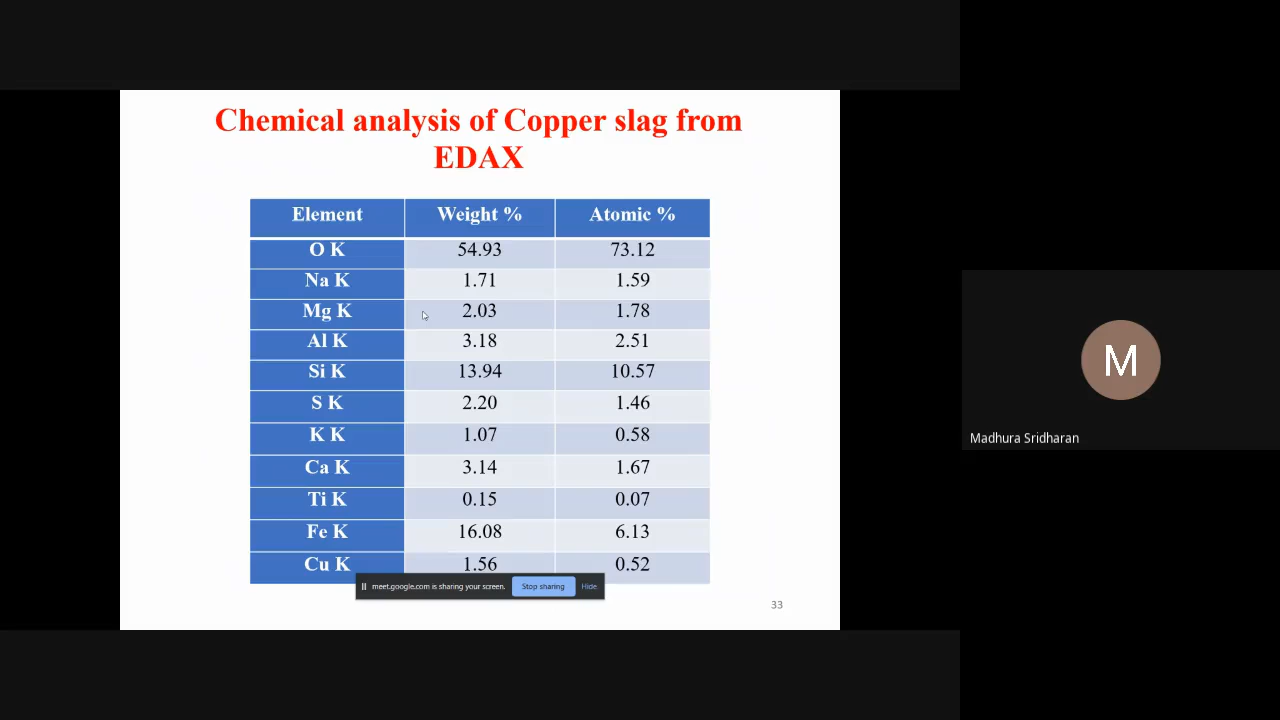 Chemical analysis of Copper slag from
EDAX
Element Weight % Atomic %
O K 54.93 73.12
Na K 1.71 1.59
Mg K 2.03 1.78
Al K 3.18 2.51
Si K 13.94 10.57
S K 2.20 1.46
K K 1.07 0.58
Ca K 3.14 1.67
Ti K 0.15 0.07
Fe K 16.08 6.13
Cu K 1.56 0.52
meet.google.com is sharing your screen. Stop sharing Hide
33
M
Madhura Sridharan